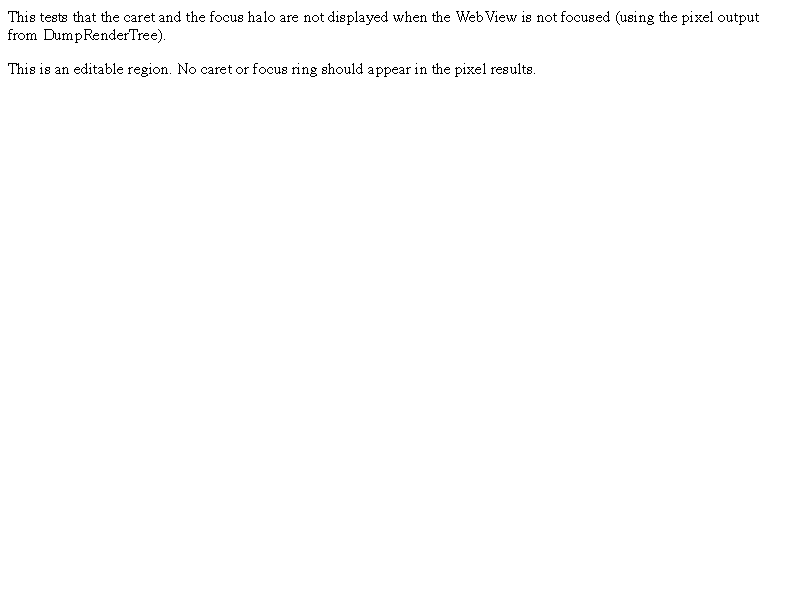 This tests that the caret and the focus halo are not displayed when the WebView is not focused (using the pixel output
from DumpRenderTree).
This is an editable region. No caret or focus ring should appear in the pixel results.